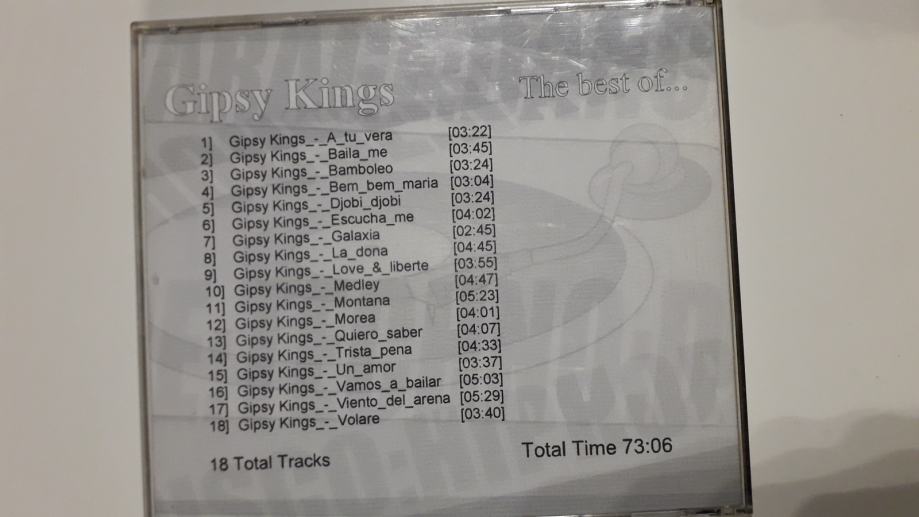 Gipsy Kings The best of...
1] Gipsy Kings_-_A_tu_vera [03:22]
2] Gipsy Kings_-_Baila_me [03:45]
3] Gipsy Kings_-_Bamboleo [03:24]
4] Gipsy Kings_-_Bem_bem_maria [03:04]
5] Gipsy Kings_-_Djobi_djobi [03:24]
6] Gipsy Kings_-_Escucha_me [04:02]
7] Gipsy Kings_-_Galaxia [02:45]
8] Gipsy Kings_-_La_dona [04:45]
9] Gipsy Kings_-_Love_&_liberte [03:55]
10] Gipsy Kings_-_Medley [04:47]
11] Gipsy Kings_-_Montana [05:23]
12] Gipsy Kings_-_Morea [04:01]
13] Gipsy Kings_-_Quiero_saber [04:07]
14] Gipsy Kings_-_Trista_pena [04:33]
15] Gipsy Kings_-_Un_amor [03:37]
16] Gipsy Kings_-_Vamos_a_bailar [05:03]
17] Gipsy Kings_-_Viento_del_arena [05:29]
18] Gipsy Kings_-_Volare [03:40]
18 Total Tracks Total Time 73:06